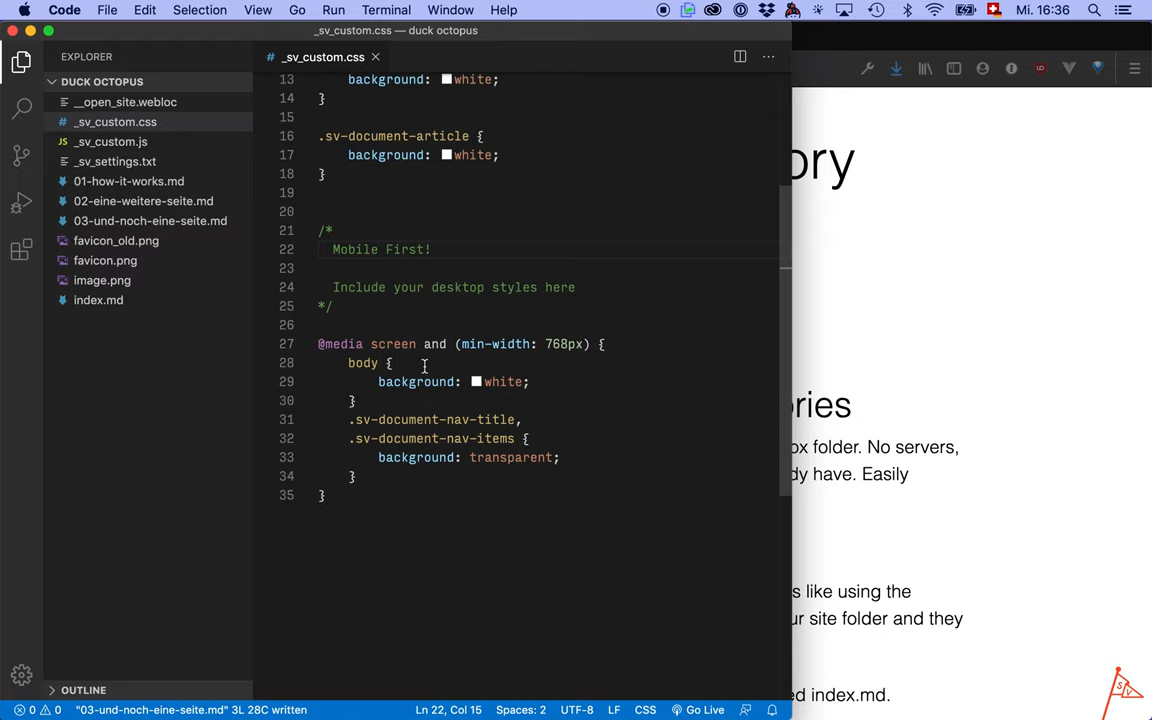 Code File Edit Selection View Go Run Terminal Window Help Mi. 16:36
_sv_custom.css — duck octopus
EXPLORER
DUCK OCTOPUS
__open_site.webloc
_sv_custom.css
JS _sv_custom.js
_sv_settings.txt
01-how-it-works.md
02-eine-weitere-seite.md
03-und-noch-eine-seite.md
favicon_old.png
favicon.png
image.png
index.md
OUTLINE
# _sv_custom.css
13 background: white;
14 }
15
16 .sv-document-article {
17 background: white;
18 }
19
20
21 /*
22 Mobile First!
23
24 Include your desktop styles here
25 */
26
27 @media screen and (min-width: 768px) {
28 body {
29 background: white;
30 }
31 .sv-document-nav-title,
32 .sv-document-nav-items {
33 background: transparent;
34 }
35 }
ory
ories
ox folder. No servers,
dy have. Easily
s like using the
ur site folder and they
ed index.md.
SV
0 0 "03-und-noch-eine-seite.md" 3L 28C written Ln 22, Col 15 Spaces: 2 UTF-8 LF CSS Go Live